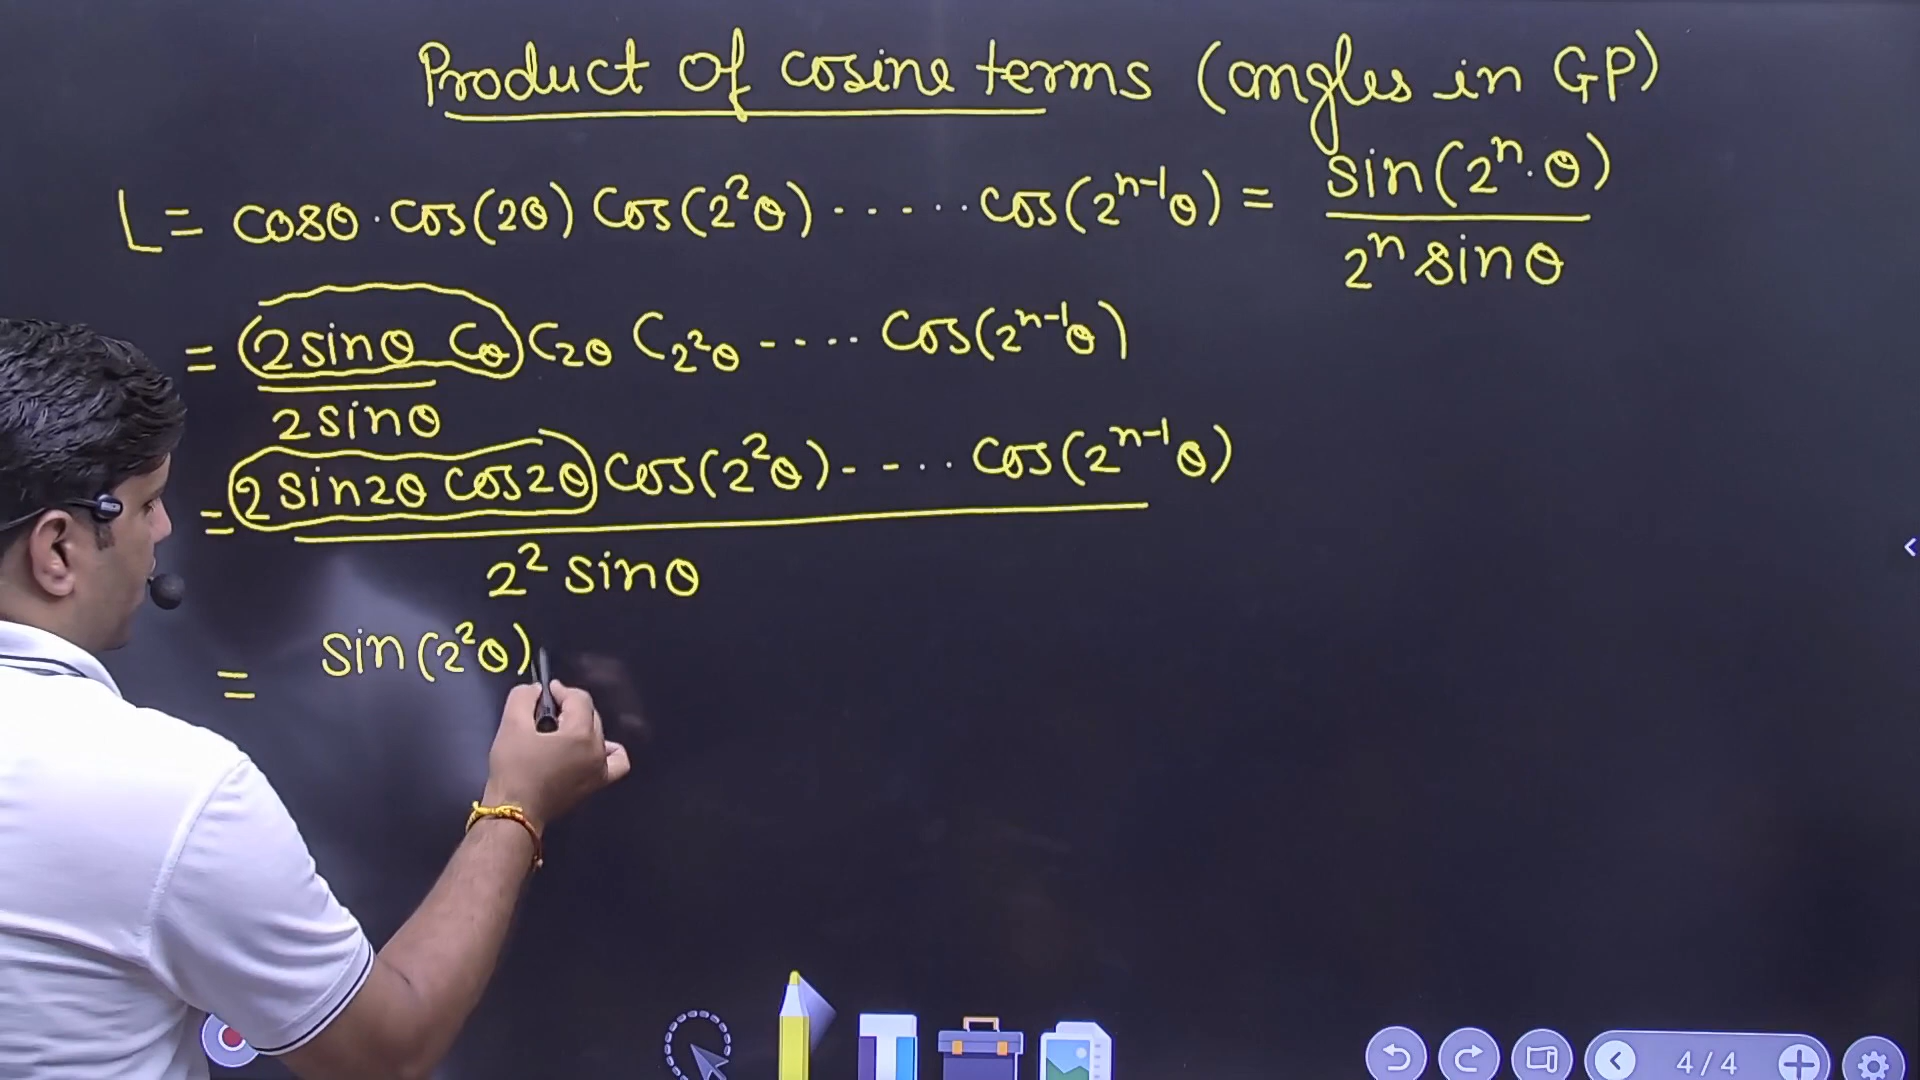 Product of cosine terms (angles in GP)
L = cosθ · cos(2θ) cos(2²θ) ------ cos(2ⁿ⁻¹θ) = sin(2ⁿ·θ) / 2ⁿ sinθ
= 2sinθ Cθ C2θ C2²θ ----- cos(2ⁿ⁻¹θ)
2sinθ
= 2 sin2θ cos2θ cos(2²θ) ----- cos(2ⁿ⁻¹θ)
2² sinθ
= sin(2²θ)
4/4